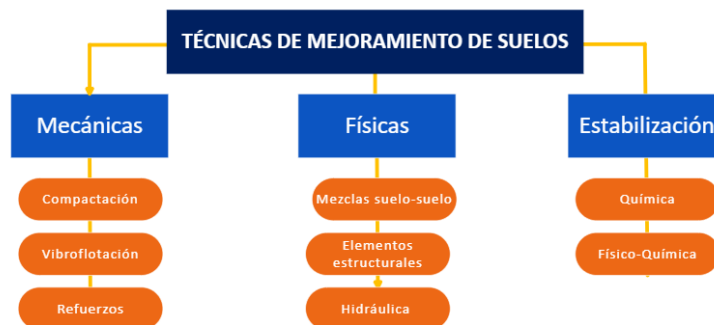 TÉCNICAS DE MEJORAMIENTO DE SUELOS
Mecánicas
Físicas
Estabilización
Compactación
Mezclas suelo-suelo
Química
Vibroflotación
Elementos
estructurales
Físico-Química
Refuerzos
Hidráulica